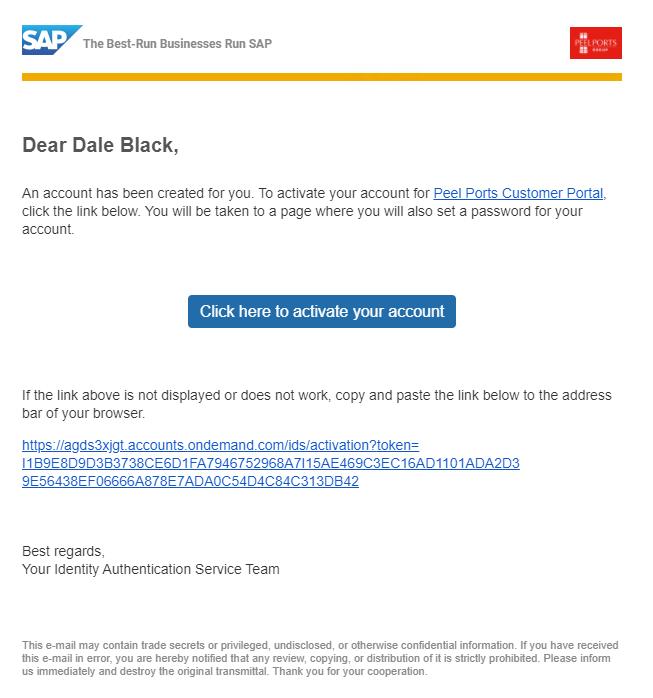 SAP
The Best-Run Businesses Run SAP
PEELPORTS
GROUP
Dear Dale Black,
An account has been created for you. To activate your account for Peel Ports Customer Portal,
click the link below. You will be taken to a page where you will also set a password for your
account.
Click here to activate your account
If the link above is not displayed or does not work, copy and paste the link below to the address
bar of your browser.
https://agds3xjgt.accounts.ondemand.com/ids/activation?token=
I1B9E8D9D3B3738CE6D1FA7946752968A7I15AE469C3EC16AD1101ADA2D3
9E56438EF06666A878E7ADA0C54D4C84C313DB42
Best regards,
Your Identity Authentication Service Team
This e-mail may contain trade secrets or privileged, undisclosed, or otherwise confidential information. If you have received
this e-mail in error, you are hereby notified that any review, copying, or distribution of it is strictly prohibited. Please inform
us immediately and destroy the original transmittal. Thank you for your cooperation.